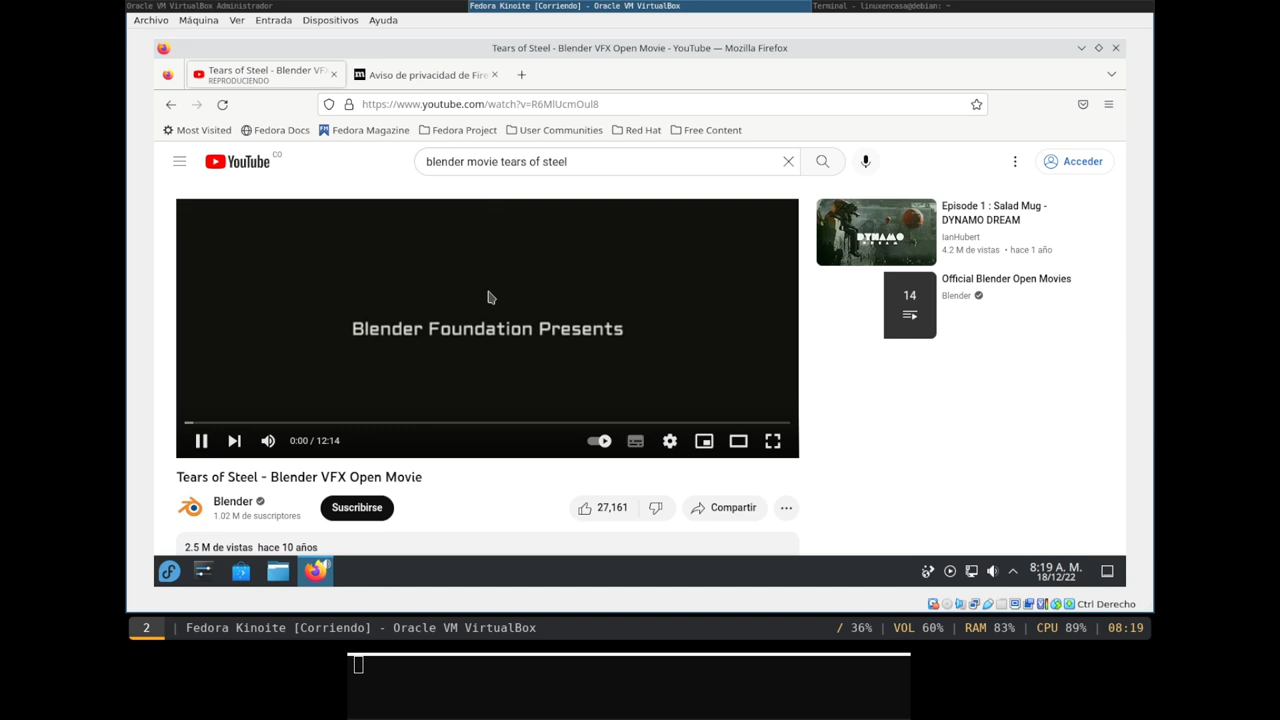 Oracle VM VirtualBox Administrador
Fedora Kinoite [Corriendo] - Oracle VM VirtualBox
Terminal - linuxencasa@debian: ~
Archivo Máquina Ver Entrada Dispositivos Ayuda
Tears of Steel - Blender VFX Open Movie - YouTube — Mozilla Firefox
Tears of Steel - Blender VFX
REPRODUCIENDO
Aviso de privacidad de Fire
https://www.youtube.com/watch?v=R6MlUcmOul8
Most Visited Fedora Docs Fedora Magazine Fedora Project User Communities Red Hat Free Content
YouTube CO
blender movie tears of steel
Acceder
Blender Foundation Presents
0:00 / 12:14
DYNAMO
DREAM
Episode 1 : Salad Mug -
DYNAMO DREAM
IanHubert
4.2 M de vistas • hace 1 año
14
Official Blender Open Movies
Blender
Tears of Steel - Blender VFX Open Movie
Blender
1.02 M de suscriptores
Suscribirse
27,161
Compartir
2.5 M de vistas hace 10 años
8:19 A. M.
18/12/22
Ctrl Derecho
2 | Fedora Kinoite [Corriendo] - Oracle VM VirtualBox
/ 36% | VOL 60% | RAM 83% | CPU 89% | 08:19